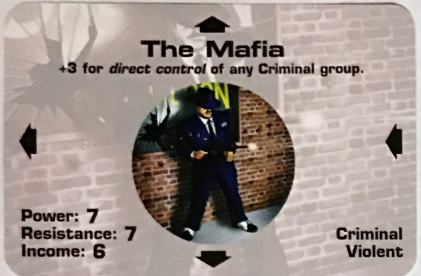 The Mafia
+3 for direct control of any Criminal group.
Power: 7
Resistance: 7
Income: 6
Criminal
Violent